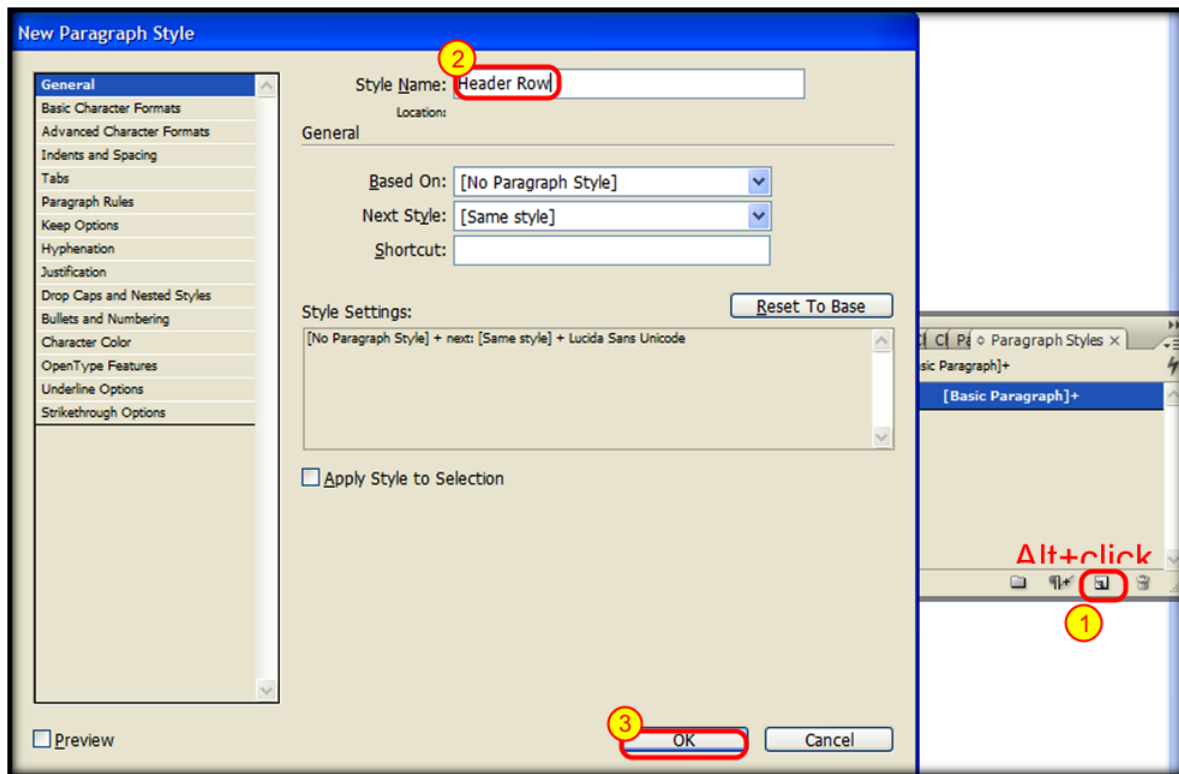 New Paragraph Style
General
Basic Character Formats
Advanced Character Formats
Indents and Spacing
Tabs
Paragraph Rules
Keep Options
Hyphenation
Justification
Drop Caps and Nested Styles
Bullets and Numbering
Character Color
OpenType Features
Underline Options
Strikethrough Options
Preview
2
Style Name: Header Row
Location:
General
Based On: [No Paragraph Style]
Next Style: [Same style]
Shortcut:
Reset To Base
Style Settings:
[No Paragraph Style] + next: [Same style] + Lucida Sans Unicode
Apply Style to Selection
3
OK Cancel
Paragraph Styles
sic Paragraph]+
[Basic Paragraph]+
Alt+click
1